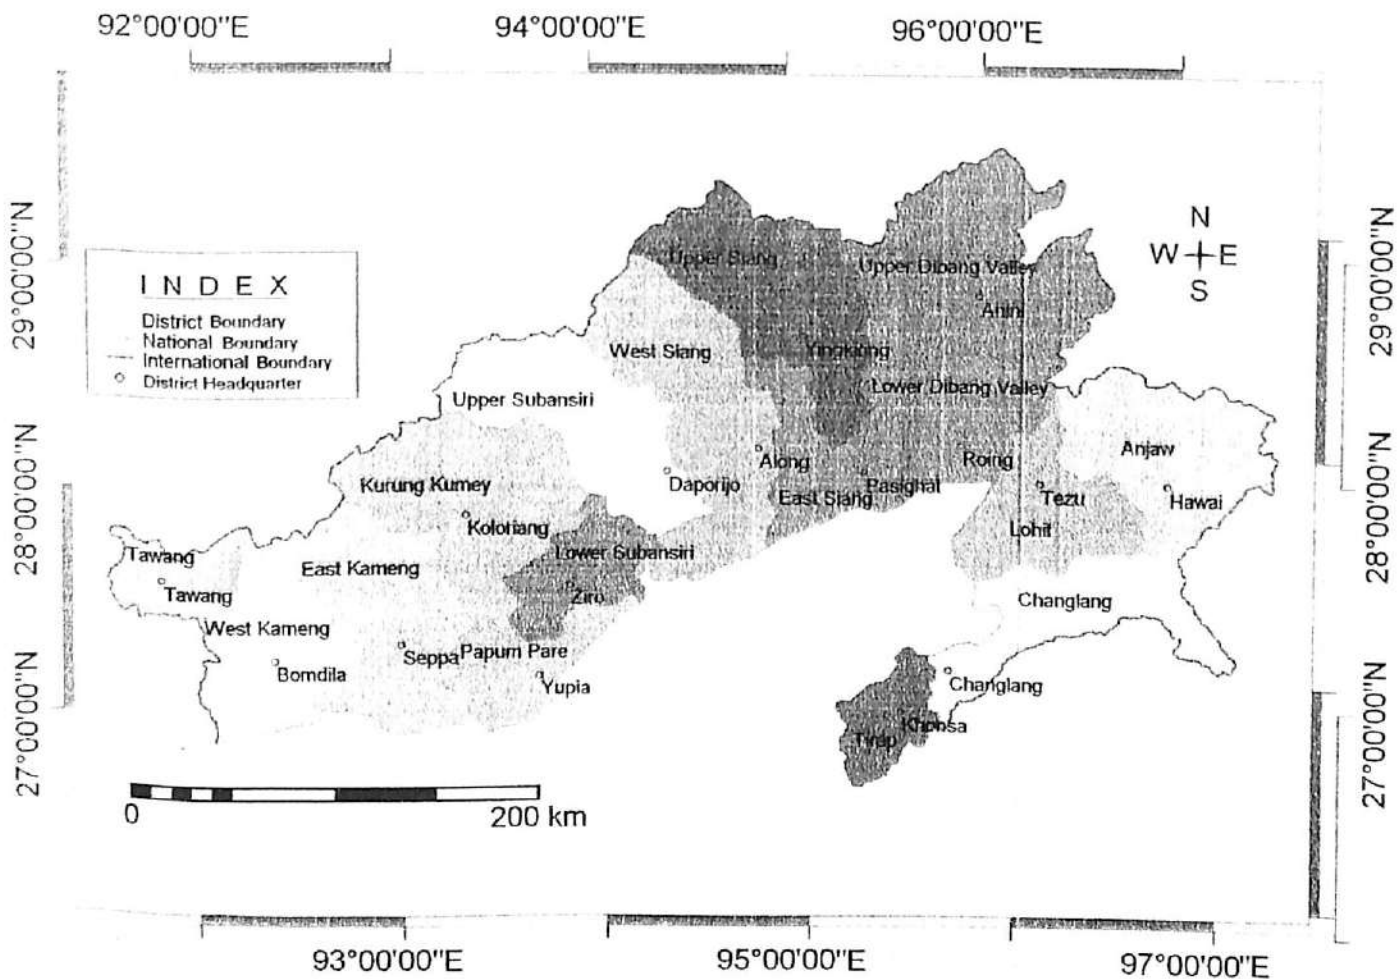 92°00'00"E
94°00'00"E
96°00'00"E
29°00'00"N
28°00'00"N
27°00'00"N
INDEX
District Boundary
National Boundary
International Boundary
District Headquarter
N
W E
S
29°00'00"N
28°00'00"N
27°00'00"N
Upper Siang
Upper Dibang Valley
Anini
West Siang
Yingkiong
Lower Dibang Valley
Upper Subansiri
Along
Roing
Anjaw
Kurung Kumey
Daporijo
East Siang
Pasighat
Tezu
Hawai
Koloriang
Lohit
Tawang
Lower Subansiri
East Kameng
Tawang
Ziro
Changlang
West Kameng
Seppa
Papum Pare
Bomdila
Yupia
Changlang
Khonsa
Tirap
0
200 km
93°00'00"E
95°00'00"E
97°00'00"E